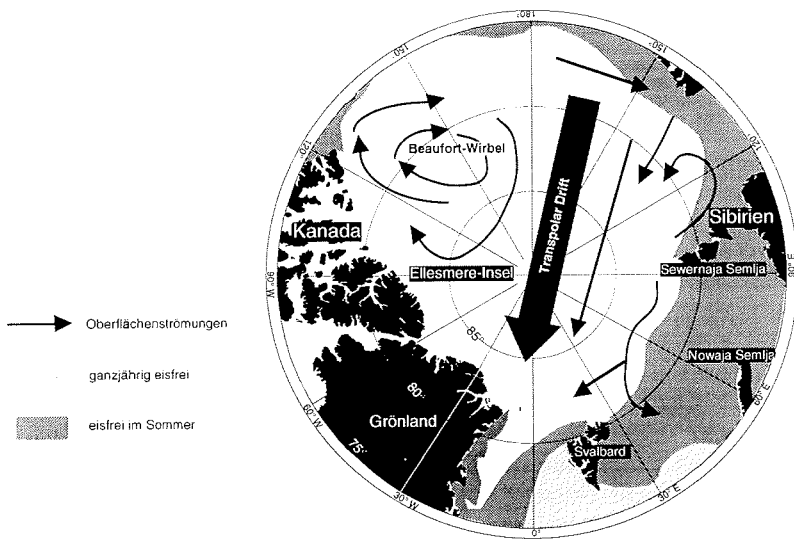 180°
150°
150°
120°
120°
Beaufort-Wirbel
Kanada
Sibirien
Transpolar Drift
Ellesmere-Insel
Sewernaja Semlja
90° W
90° E
Oberflächenströmungen
85°
Nowaja Semlja
ganzjährig eisfrei
80°
60° E
60° W
Grönland
eisfrei im Sommer
75°
Svalbard
30° W
30° E
0°